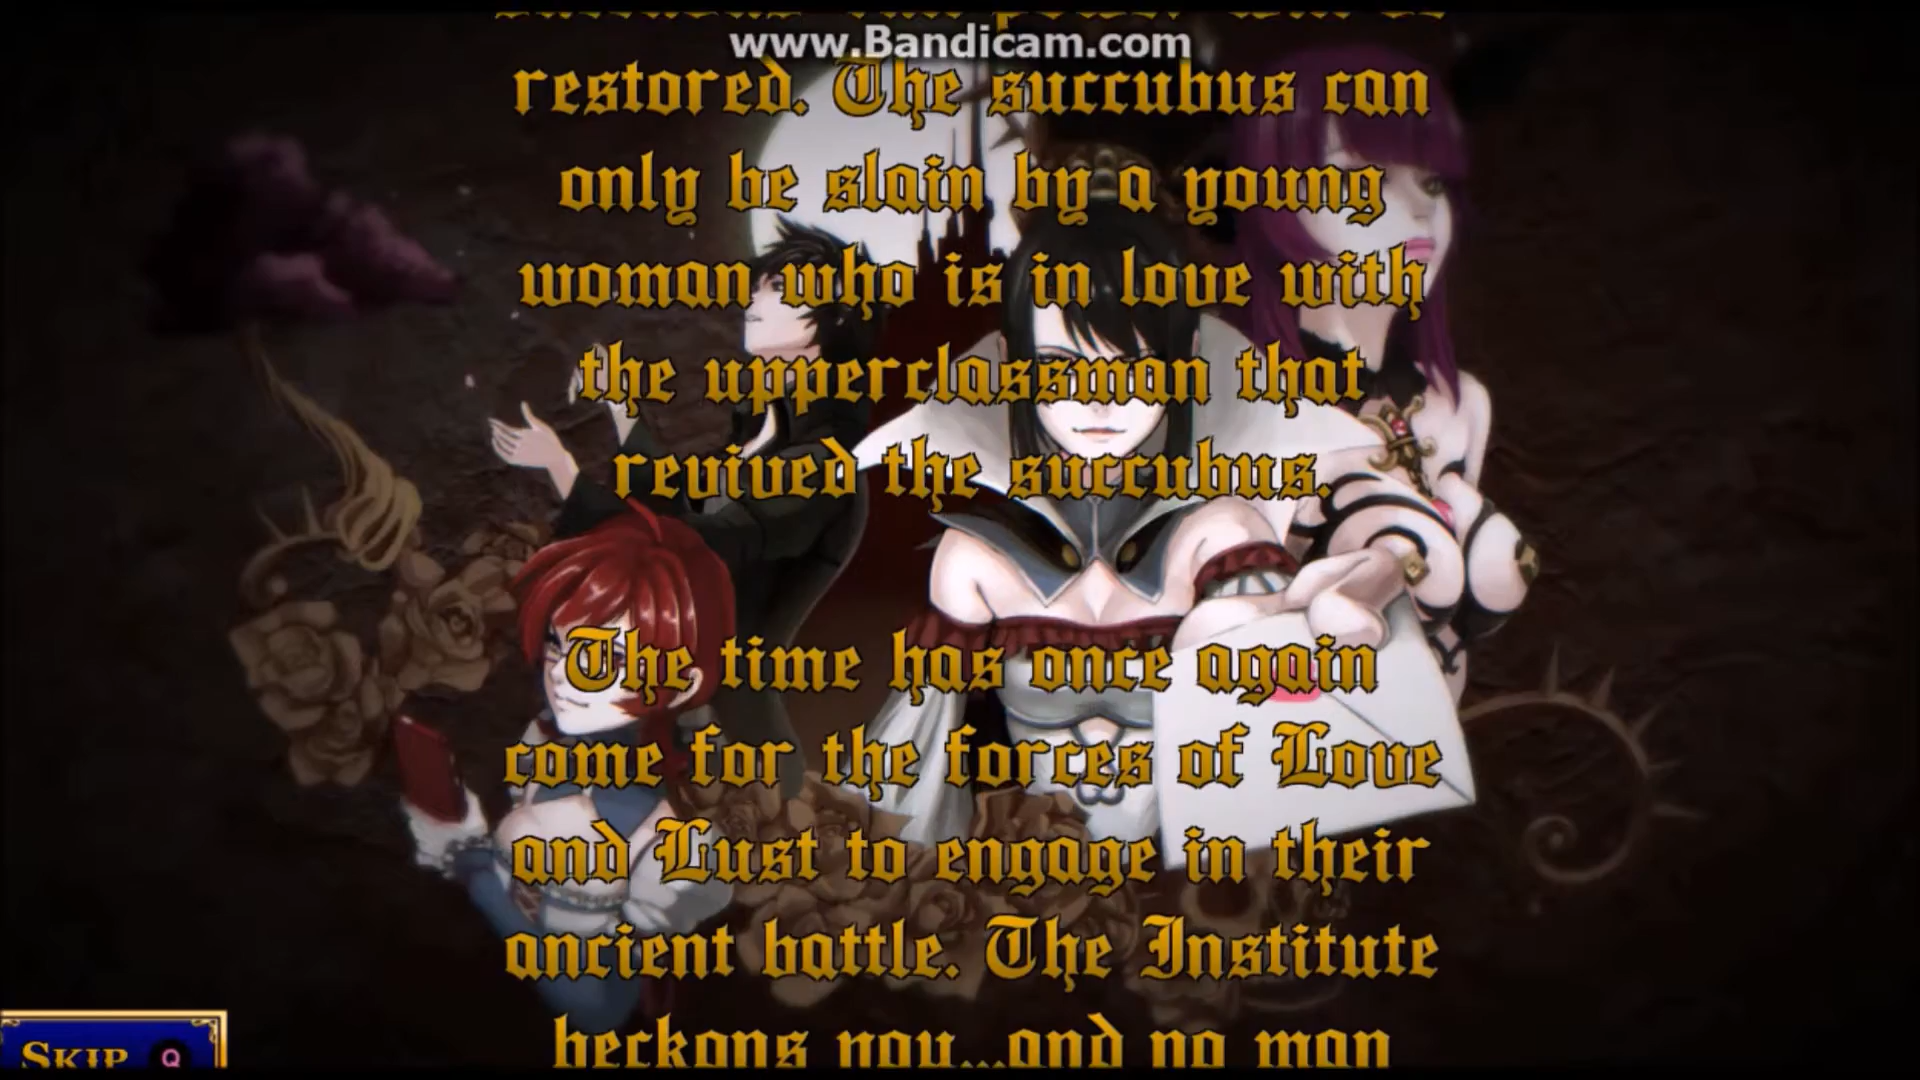 www.Bandicam.com
restored. The succubus can
only be slain by a young
woman who is in love with
the upperclassman that
revived the succubus.
The time has once again
come for the forces of Love
and Lust to engage in their
ancient battle. The Institute
beckons you...and no man
SKIP Q